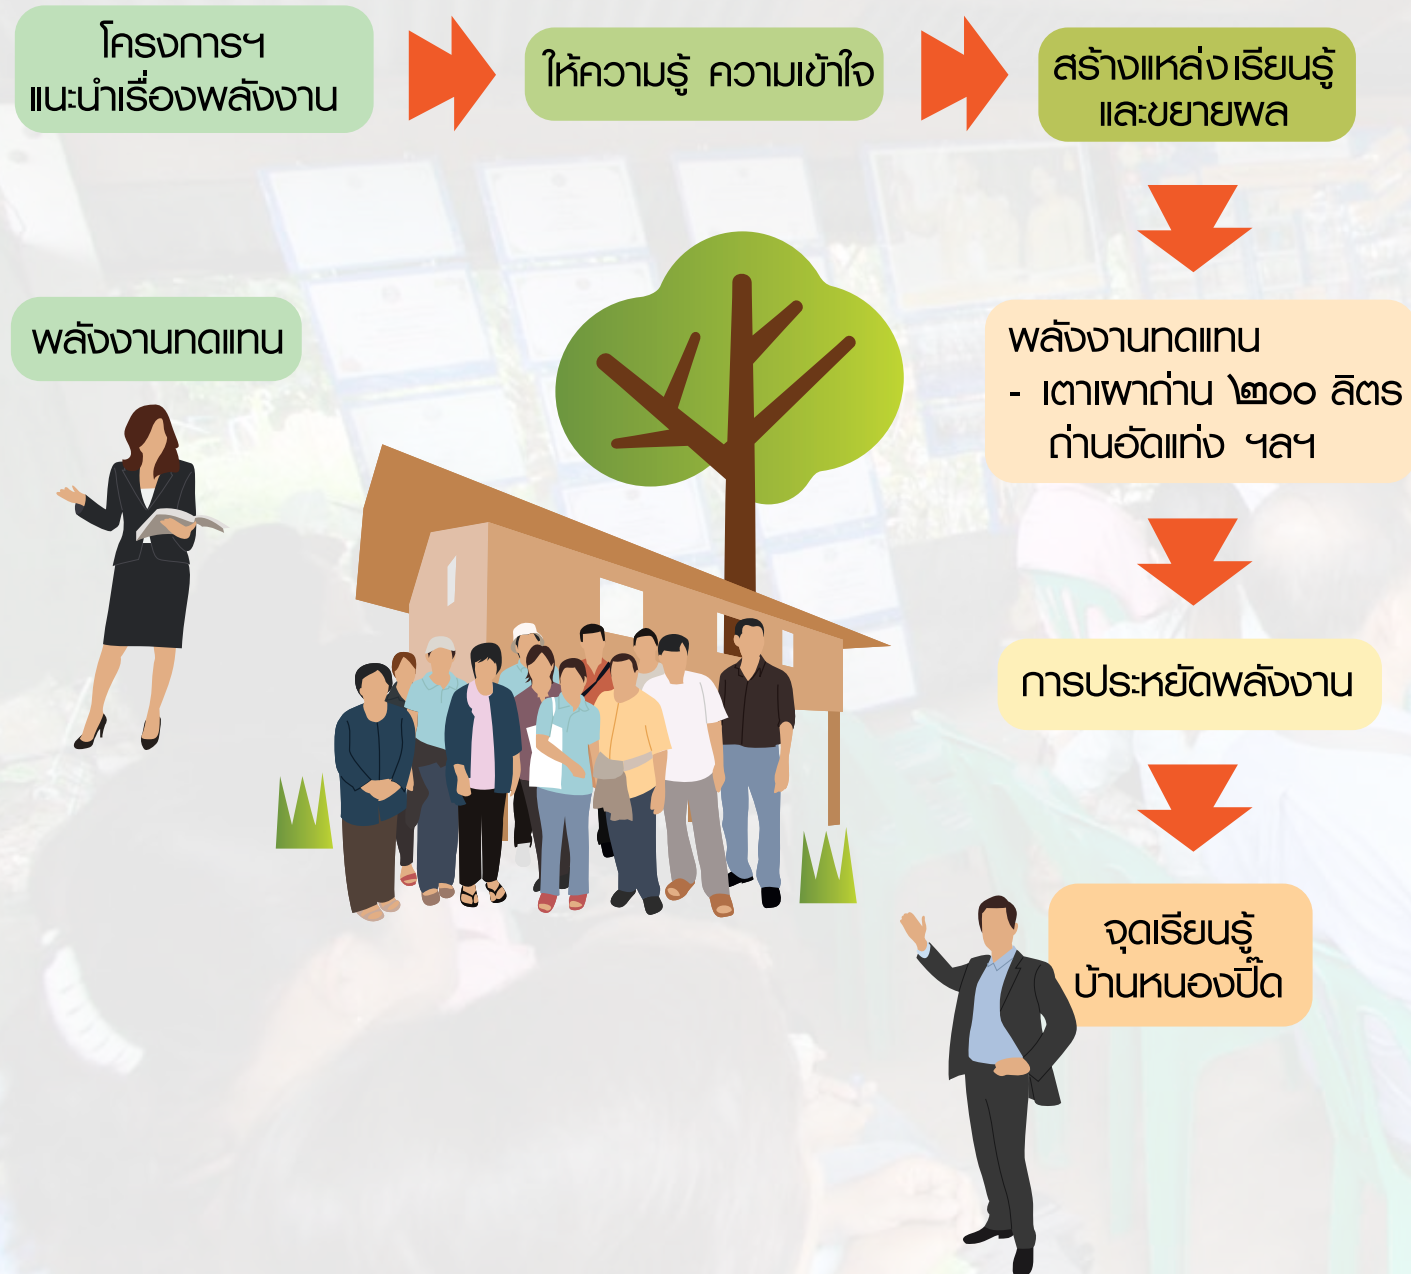 โครงการฯ
แนะนำเรื่องพลังงาน
ให้ความรู้ ความเข้าใจ
สร้างแหล่งเรียนรู้
และขยายผล
พลังงานทดแทน
พลังงานทดแทน
- เตาเผาถ่าน ๒๐๐ ลิตร
ถ่านอัดแท่ง ฯลฯ
การประหยัดพลังงาน
จุดเรียนรู้
บ้านหนองปิ๊ด